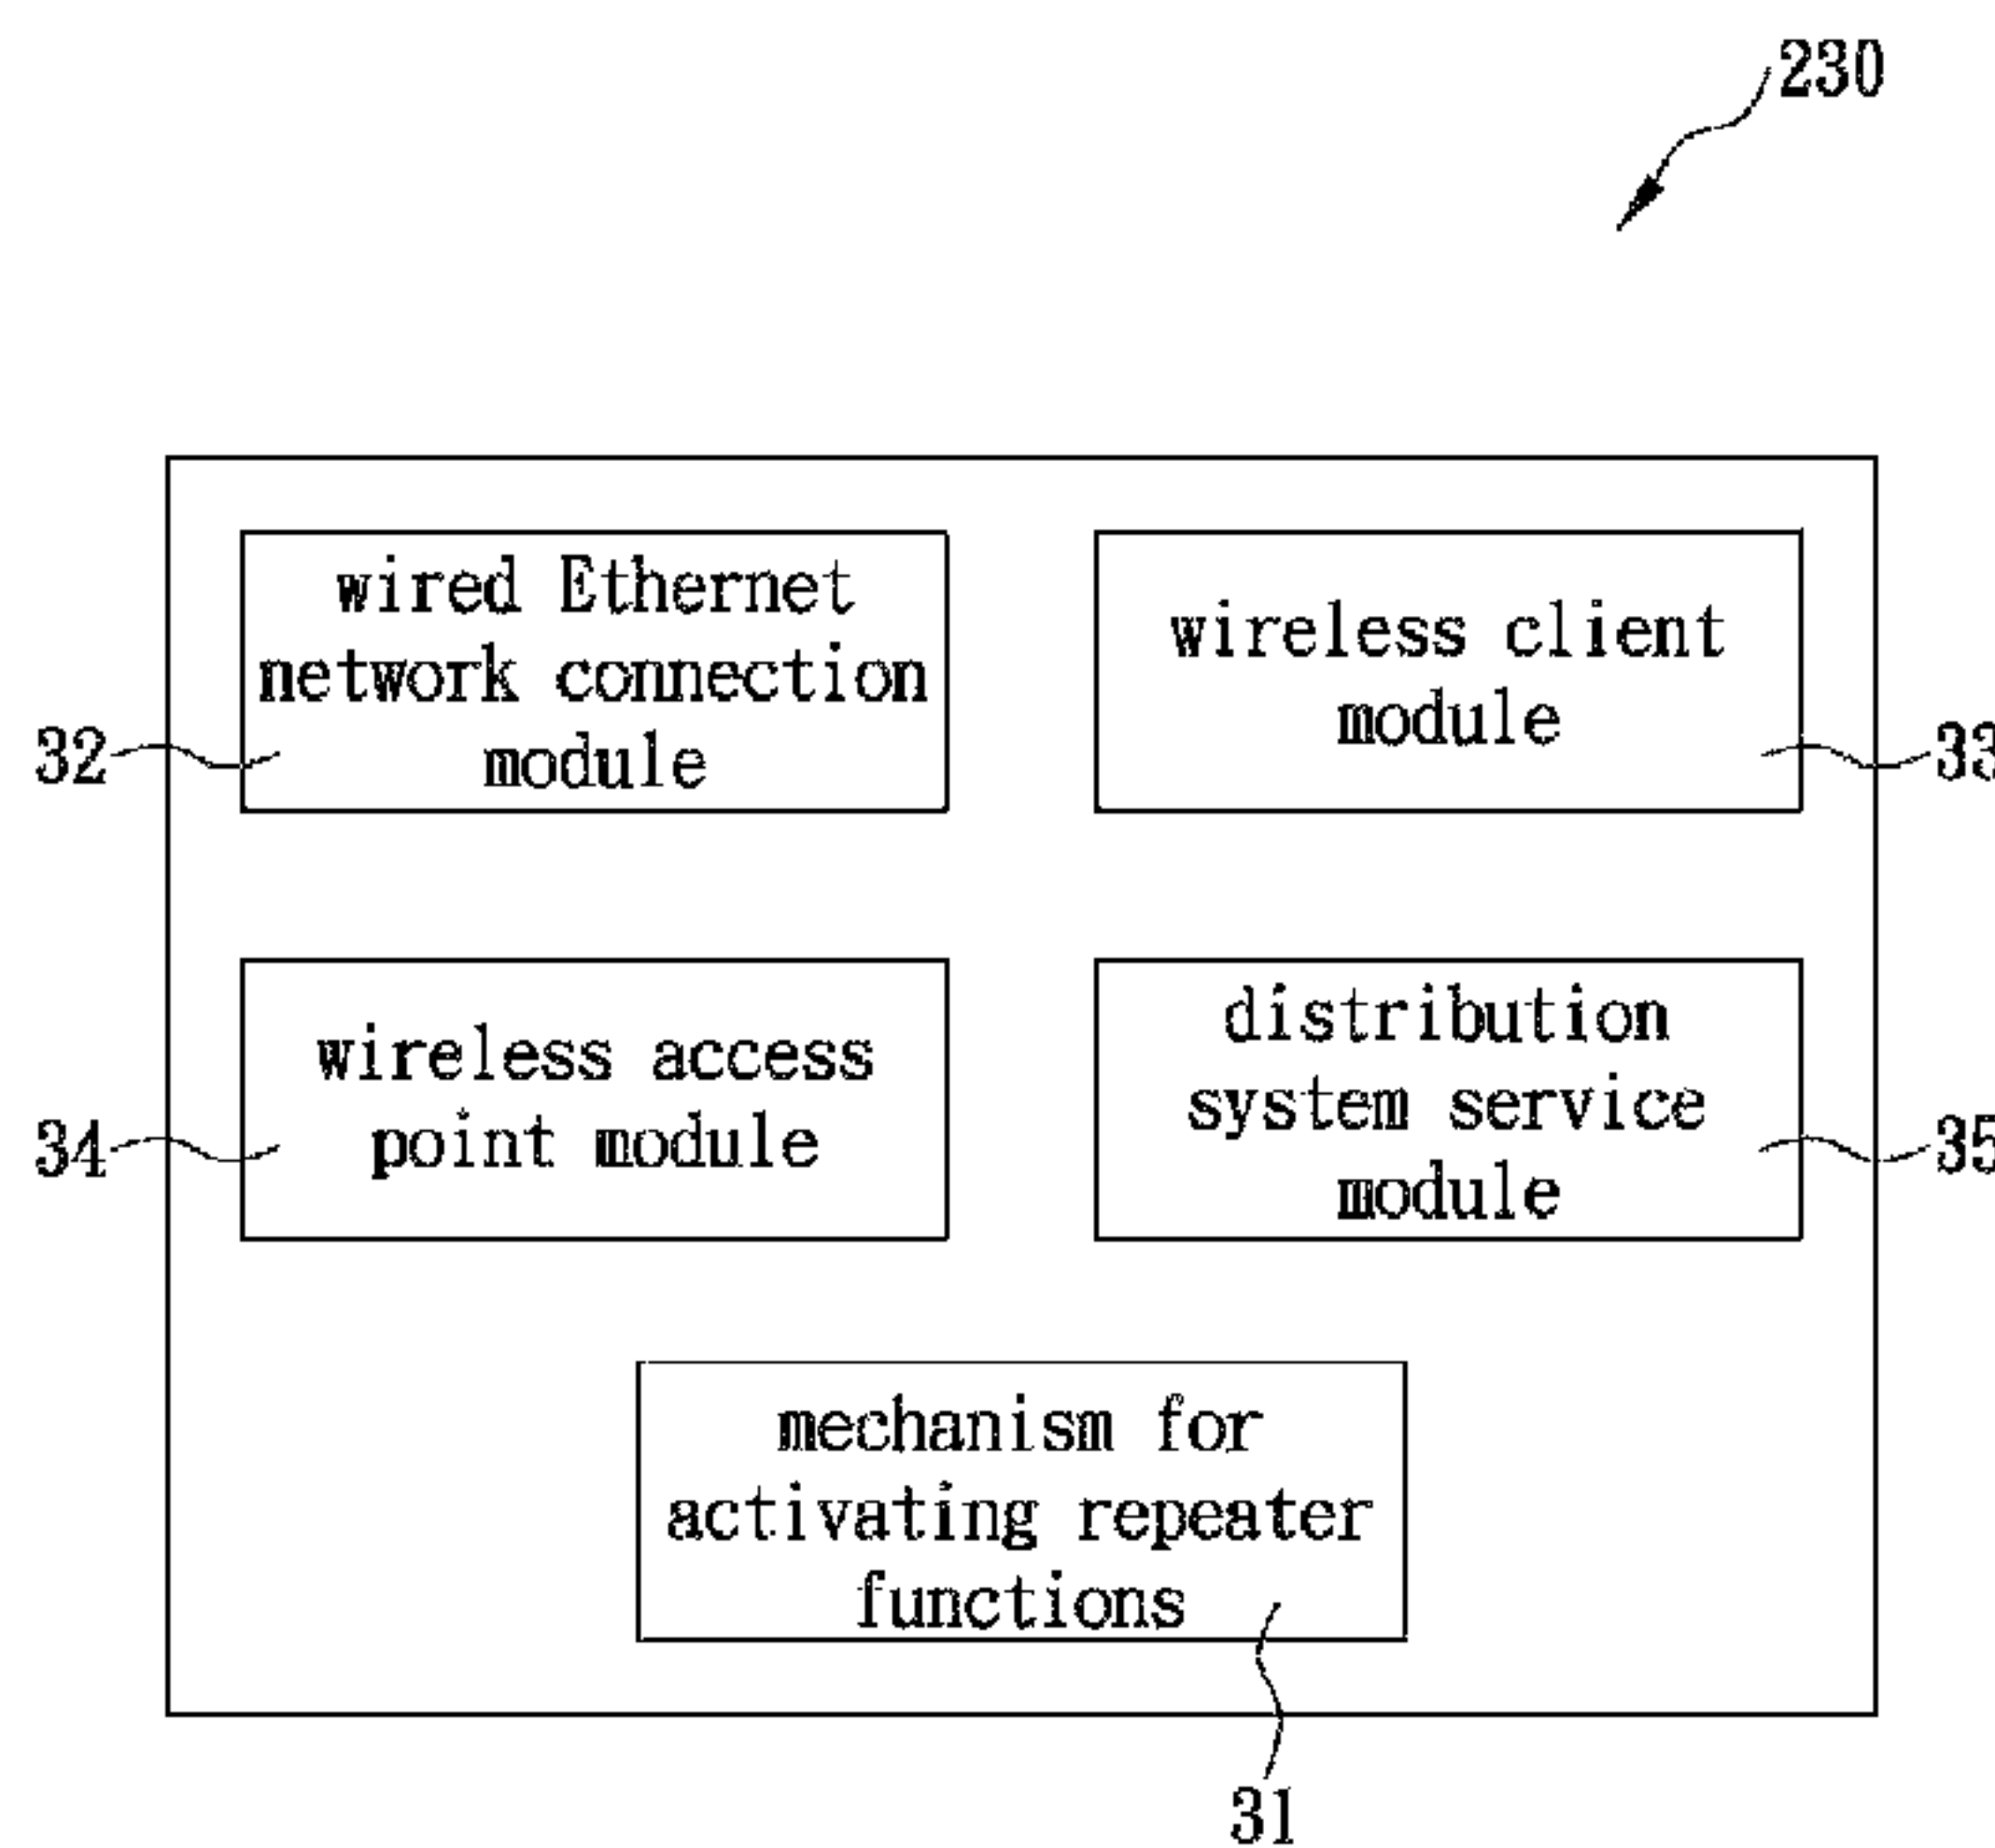 230
wired Ethernet
network connection
module
32
wireless client
module
33
wireless access
point module
34
distribution
system service
module
35
mechanism for
activating repeater
functions
31